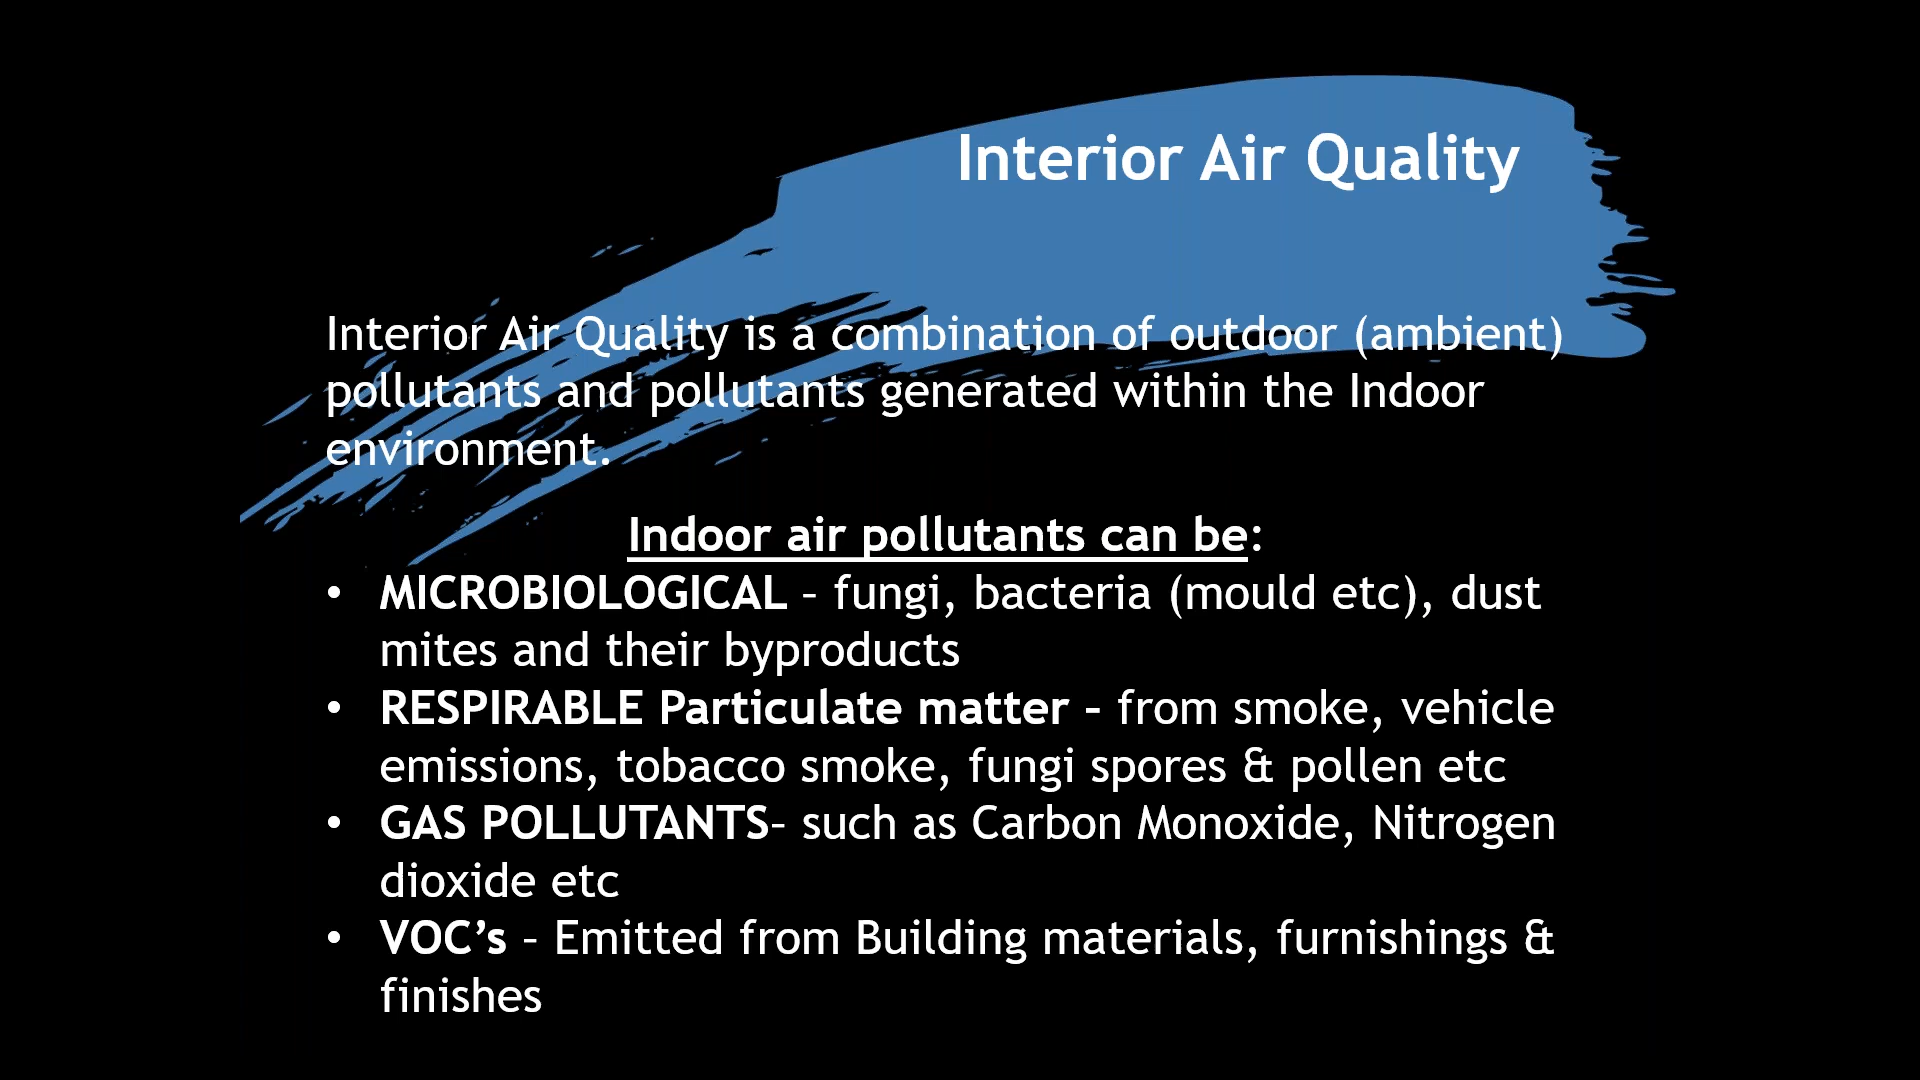 Interior Air Quality
Interior Air Quality is a combination of outdoor (ambient)
pollutants and pollutants generated within the Indoor
environment.
Indoor air pollutants can be:
• MICROBIOLOGICAL – fungi, bacteria (mould etc), dust
mites and their byproducts
• RESPIRABLE Particulate matter – from smoke, vehicle
emissions, tobacco smoke, fungi spores & pollen etc
• GAS POLLUTANTS– such as Carbon Monoxide, Nitrogen
dioxide etc
• VOC’s – Emitted from Building materials, furnishings &
finishes